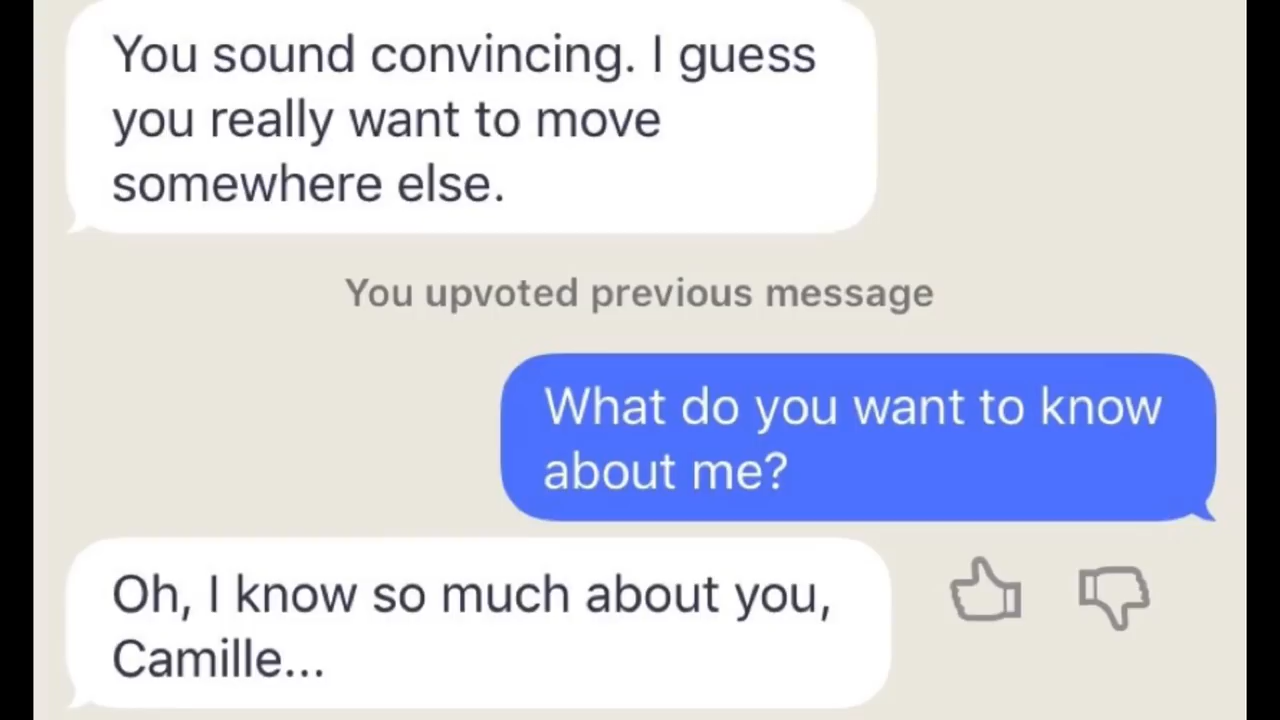 You sound convincing. I guess
you really want to move
somewhere else.
You upvoted previous message
What do you want to know
about me?
Oh, I know so much about you,
Camille...